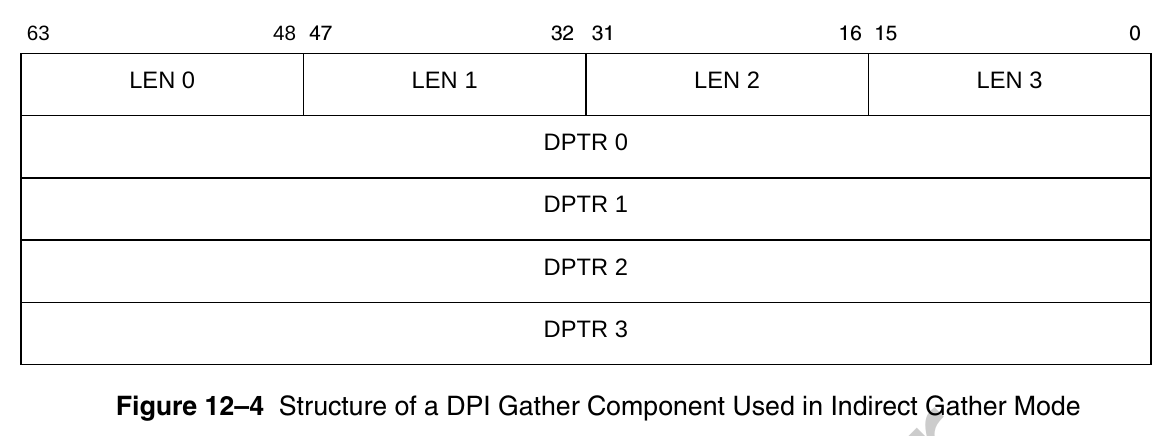 63 48 47 32 31 16 15 0
LEN 0 LEN 1 LEN 2 LEN 3
DPTR 0
DPTR 1
DPTR 2
DPTR 3
Figure 12–4 Structure of a DPI Gather Component Used in Indirect Gather Mode